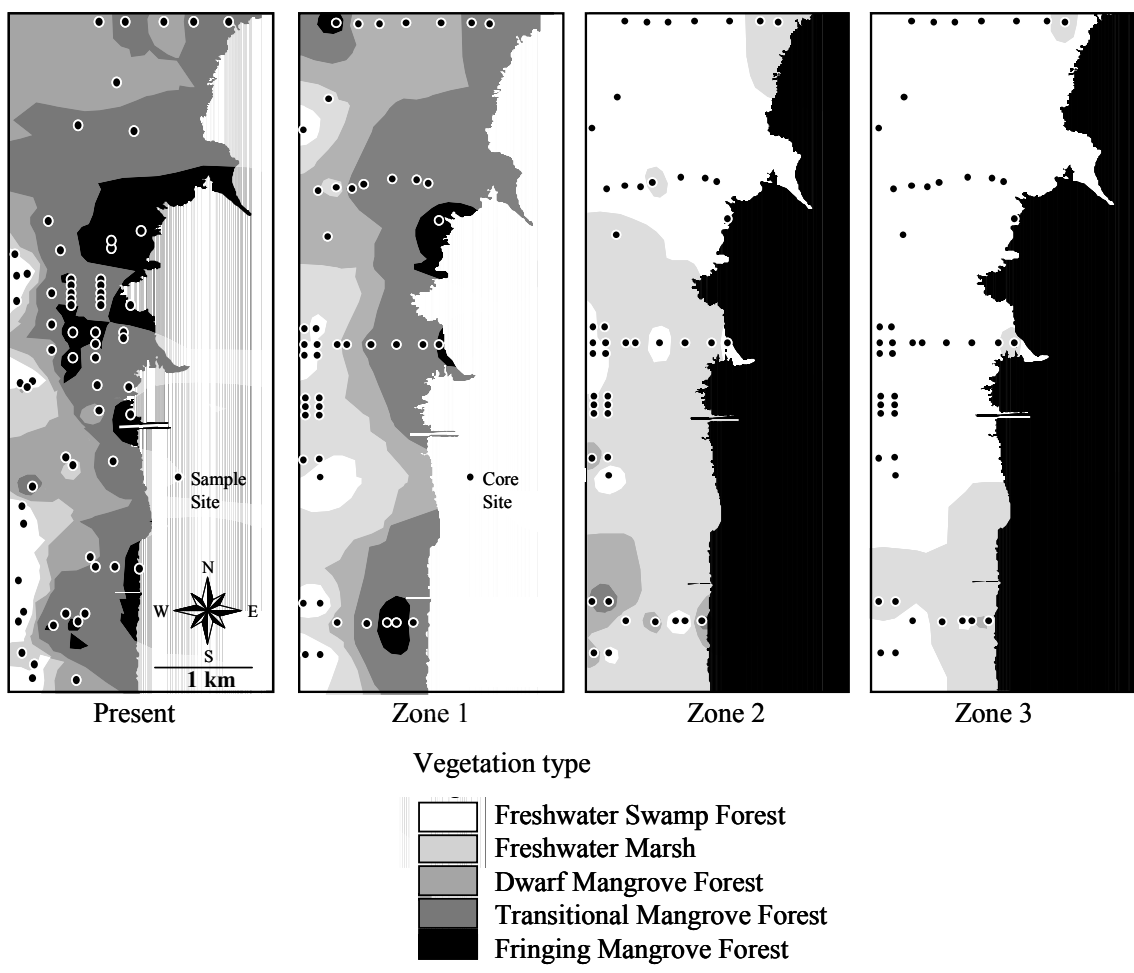 Sample
Site
Core
Site
N
W E
S
1 km
Present Zone 1 Zone 2 Zone 3
Vegetation type
Freshwater Swamp Forest
Freshwater Marsh
Dwarf Mangrove Forest
Transitional Mangrove Forest
Fringing Mangrove Forest